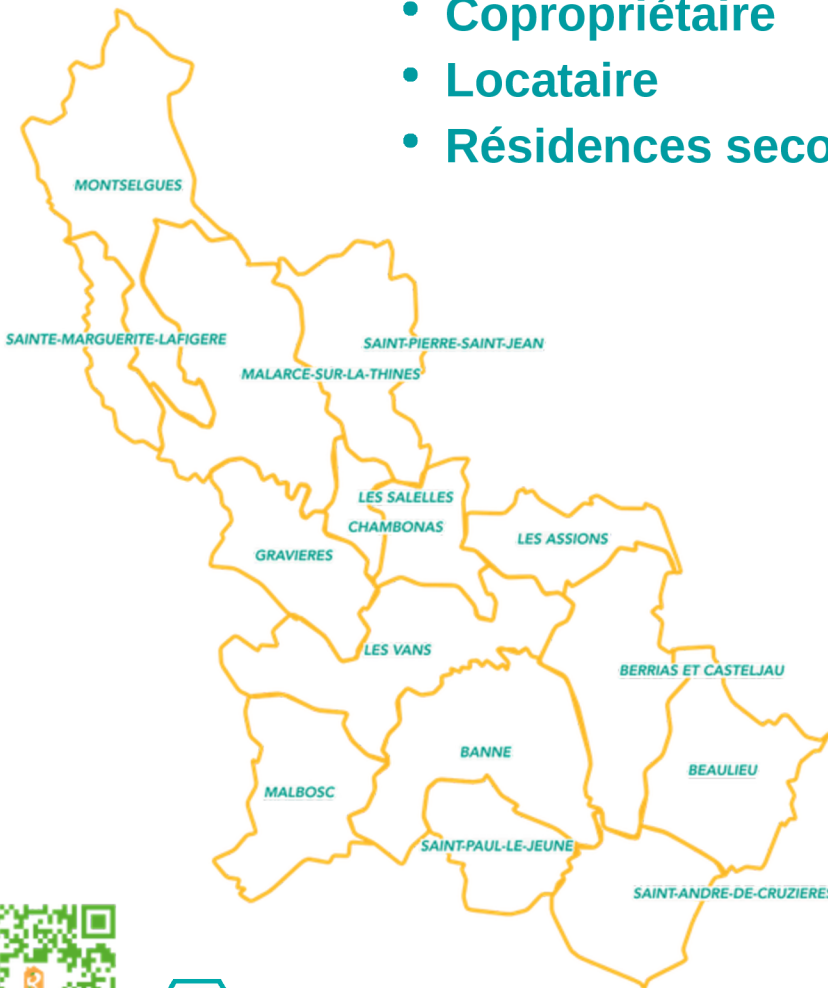 • Copropriétaire
• Locataire
• Résidences seco
MONTSELGUES
SAINTE-MARGUERITE-LAFIGERE
SAINT-PIERRE-SAINT-JEAN
MALARCE-SUR-LA-THINES
LES SALELLES
CHAMBONAS
LES ASSIONS
GRAVIERES
LES VANS
BERRIAS ET CASTELJAU
BANNE
BEAULIEU
MALBOSC
SAINT-PAUL-LE-JEUNE
SAINT-ANDRE-DE-CRUZIERES